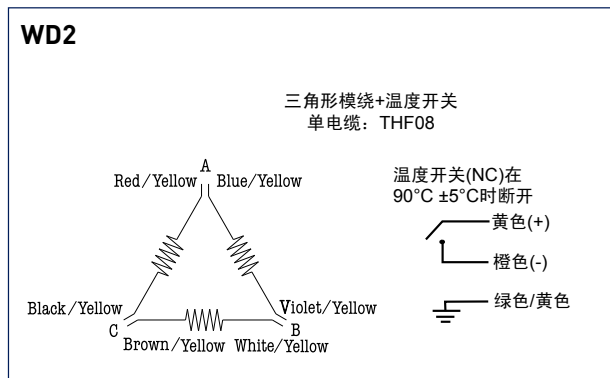 WD2
三角形模绕+温度开关
单电缆：THF08
A
Red/Yellow Blue/Yellow
温度开关(NC)在
90°C ±5°C时断开
黄色(+)
橙色(-)
绿色/黄色
Black/Yellow
Violet/Yellow
C
B
Brown/Yellow White/Yellow